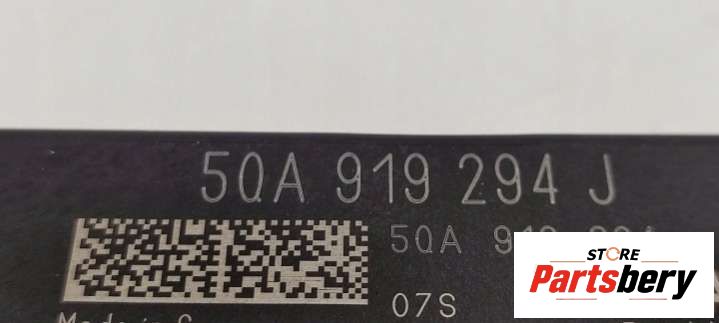 5QA 919 294 J
5QA
07S
STORE
Partsbery